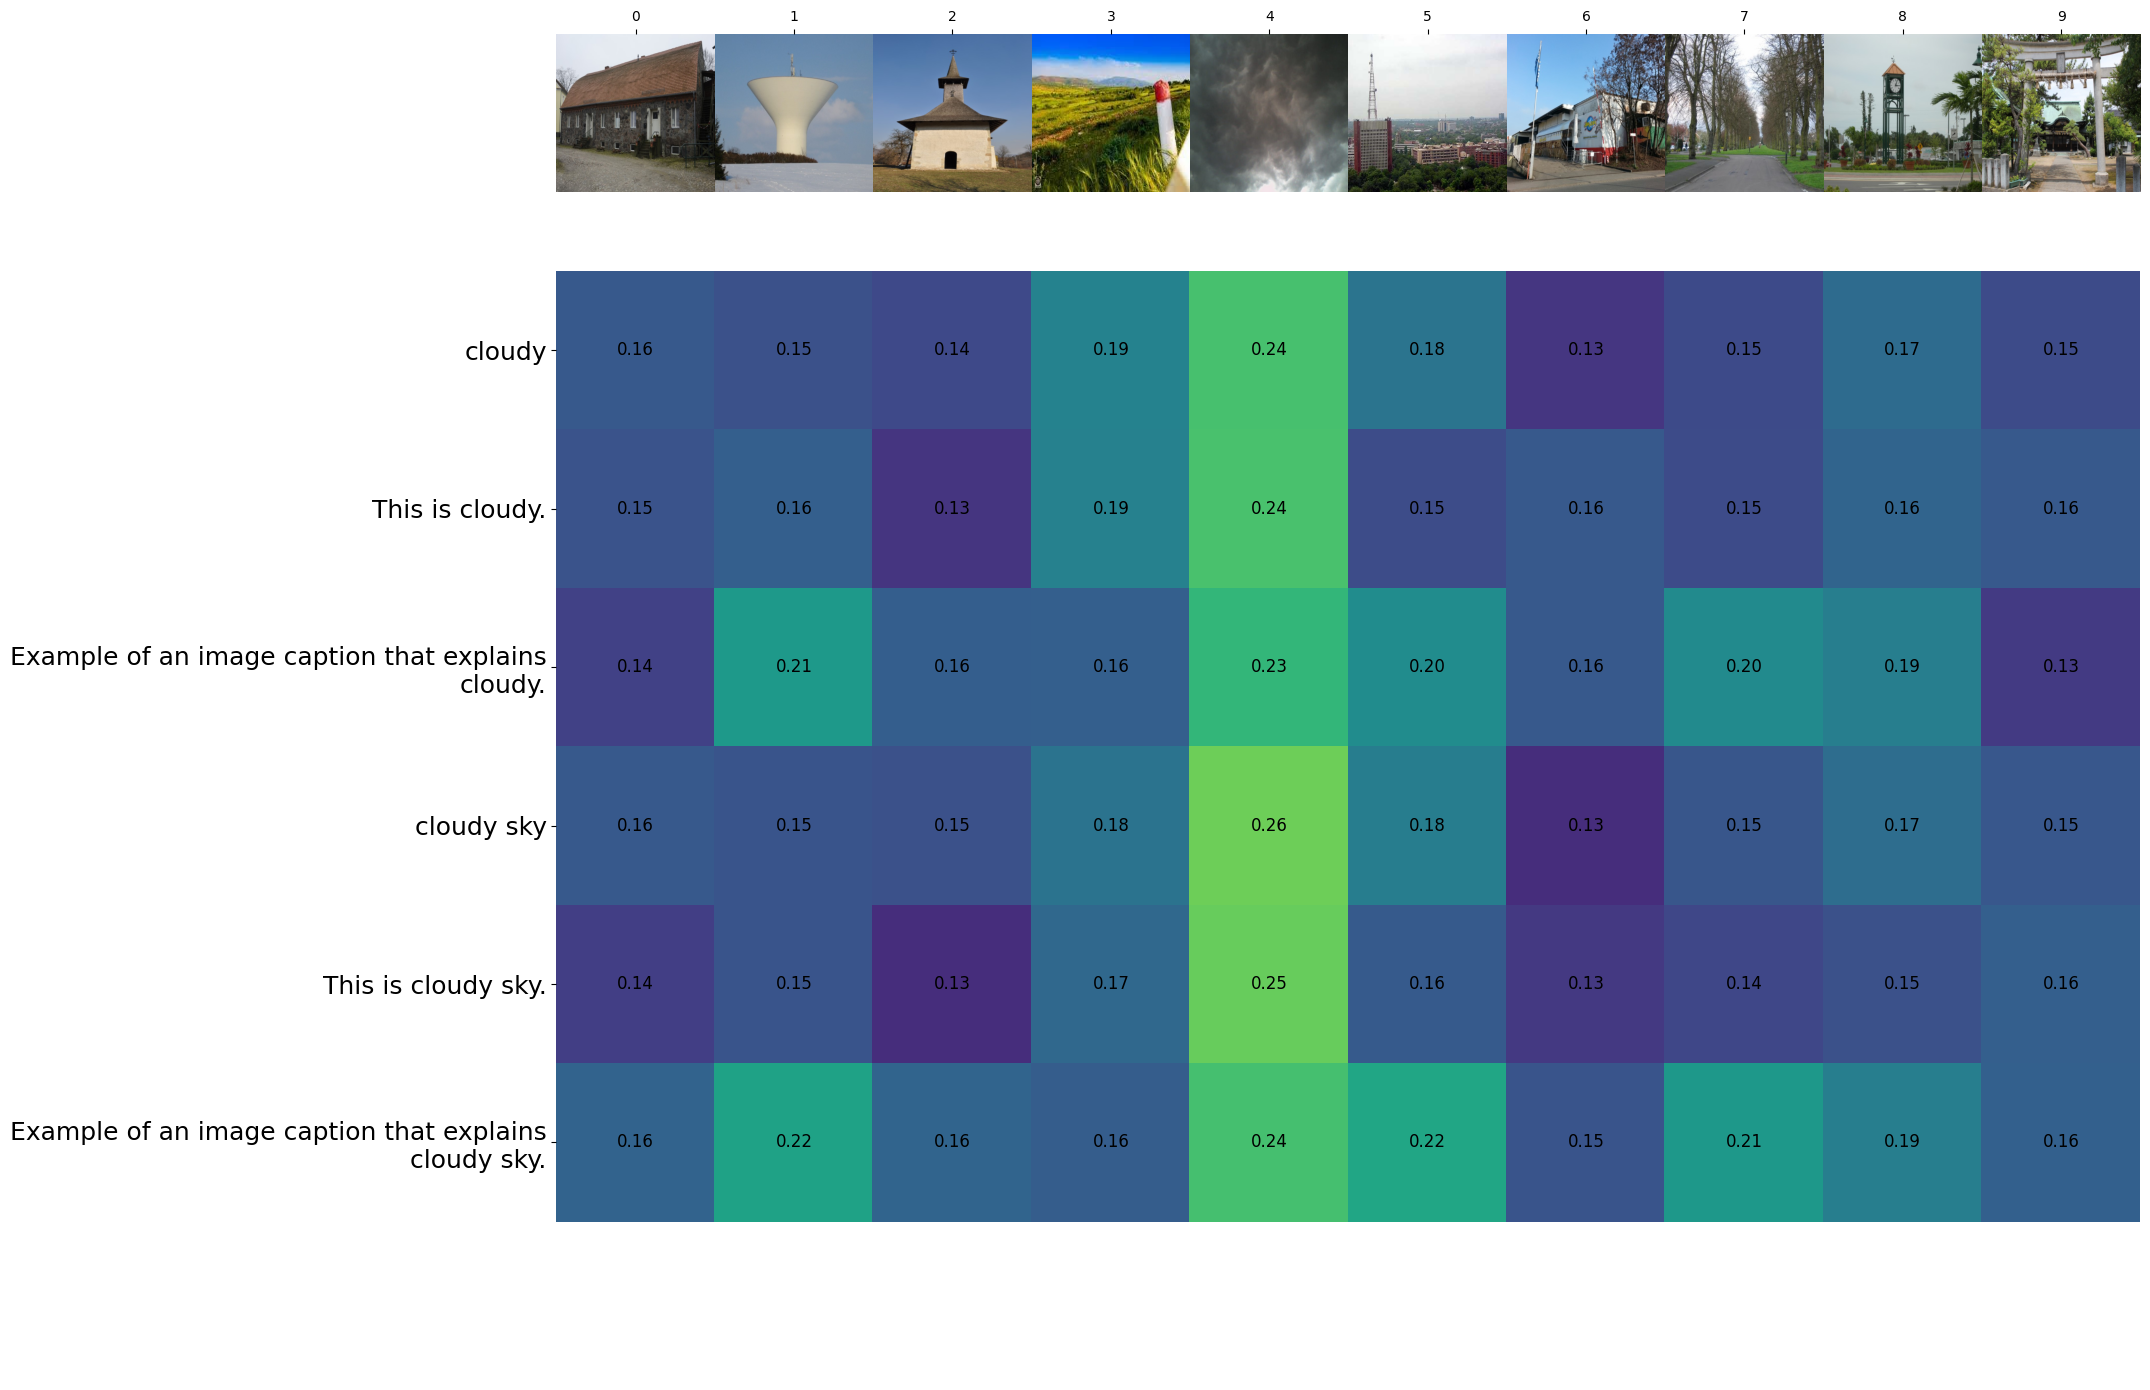 0 1 2 3 4 5 6 7 8 9
cloudy 0.16 0.15 0.14 0.19 0.24 0.18 0.13 0.15 0.17 0.15
This is cloudy. 0.15 0.16 0.13 0.19 0.24 0.15 0.16 0.15 0.16 0.16
Example of an image caption that explains
cloudy. 0.14 0.21 0.16 0.16 0.23 0.20 0.16 0.20 0.19 0.13
cloudy sky 0.16 0.15 0.15 0.18 0.26 0.18 0.13 0.15 0.17 0.15
This is cloudy sky. 0.14 0.15 0.13 0.17 0.25 0.16 0.13 0.14 0.15 0.16
Example of an image caption that explains
cloudy sky. 0.16 0.22 0.16 0.16 0.24 0.22 0.15 0.21 0.19 0.16